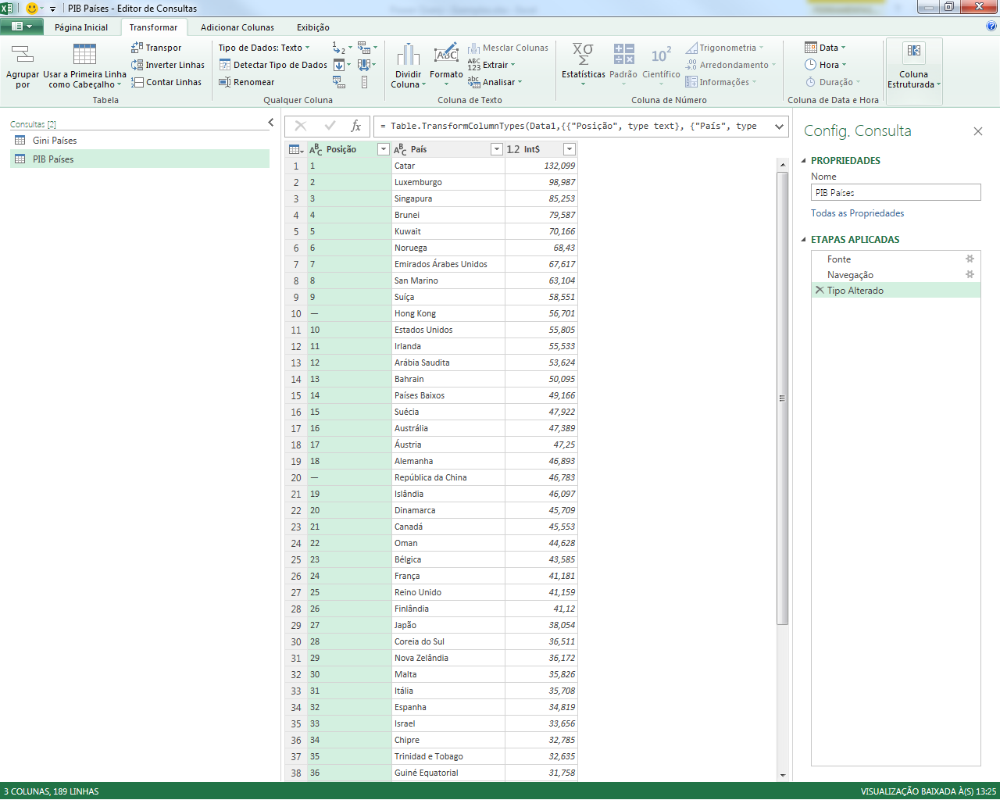 PIB Países - Editor de Consultas
Página Inicial
Transformar
Adicionar Colunas
Exibição
Agrupar por
Usar a Primeira Linha como Cabeçalho
Transpor
Inverter Linhas
Contar Linhas
Tabela
Tipo de Dados: Texto
Detectar Tipo de Dados
Renomear
Qualquer Coluna
Dividir Coluna
Formato
Mesclar Colunas
Extrair
Analisar
Coluna de Texto
Estatísticas
Padrão
Científico
Trigonometria
Arredondamento
Informações
Coluna de Número
Data
Hora
Duração
Coluna de Data e Hora
Coluna Estruturada
Consultas [2]
Gini Países
PIB Países
= Table.TransformColumnTypes(Data1,{{"Posição", type text}, {"País", type
Posição País 1.2 Int$
1 1 Catar 132,099
2 2 Luxemburgo 98,987
3 3 Singapura 85,253
4 4 Brunei 79,587
5 5 Kuwait 70,166
6 6 Noruega 68,43
7 7 Emirados Árabes Unidos 67,617
8 8 San Marino 63,104
9 9 Suíça 58,551
10 — Hong Kong 56,701
11 10 Estados Unidos 55,805
12 11 Irlanda 55,533
13 12 Arábia Saudita 53,624
14 13 Bahrain 50,095
15 14 Países Baixos 49,166
16 15 Suécia 47,922
17 16 Austrália 47,389
18 17 Áustria 47,25
19 18 Alemanha 46,893
20 — República da China 46,783
21 19 Islândia 46,097
22 20 Dinamarca 45,709
23 21 Canadá 45,553
24 22 Oman 44,628
25 23 Bélgica 43,585
26 24 França 41,181
27 25 Reino Unido 41,159
28 26 Finlândia 41,12
29 27 Japão 38,054
30 28 Coreia do Sul 36,511
31 29 Nova Zelândia 36,172
32 30 Malta 35,826
33 31 Itália 35,708
34 32 Espanha 34,819
35 33 Israel 33,656
36 34 Chipre 32,785
37 35 Trinidad e Tobago 32,635
38 36 Guiné Equatorial 31,758
Config. Consulta
PROPRIEDADES
Nome
PIB Países
Todas as Propriedades
ETAPAS APLICADAS
Fonte
Navegação
Tipo Alterado
3 COLUNAS, 189 LINHAS
VISUALIZAÇÃO BAIXADA À(S) 13:25